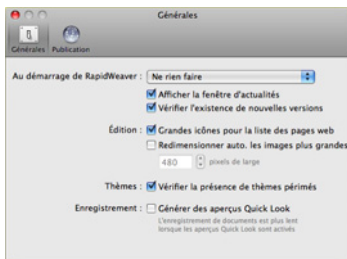 Générales
Générales Publication
Au démarrage de RapidWeaver : Ne rien faire
Afficher la fenêtre d'actualités
Vérifier l'existence de nouvelles versions
Édition : Grandes icônes pour la liste des pages web
Redimensionner auto. les images plus grandes
480 pixels de large
Thèmes : Vérifier la présence de thèmes périmés
Enregistrement : Générer des aperçus Quick Look
L'enregistrement de documents est plus lent
lorsque les aperçus Quick Look sont activés